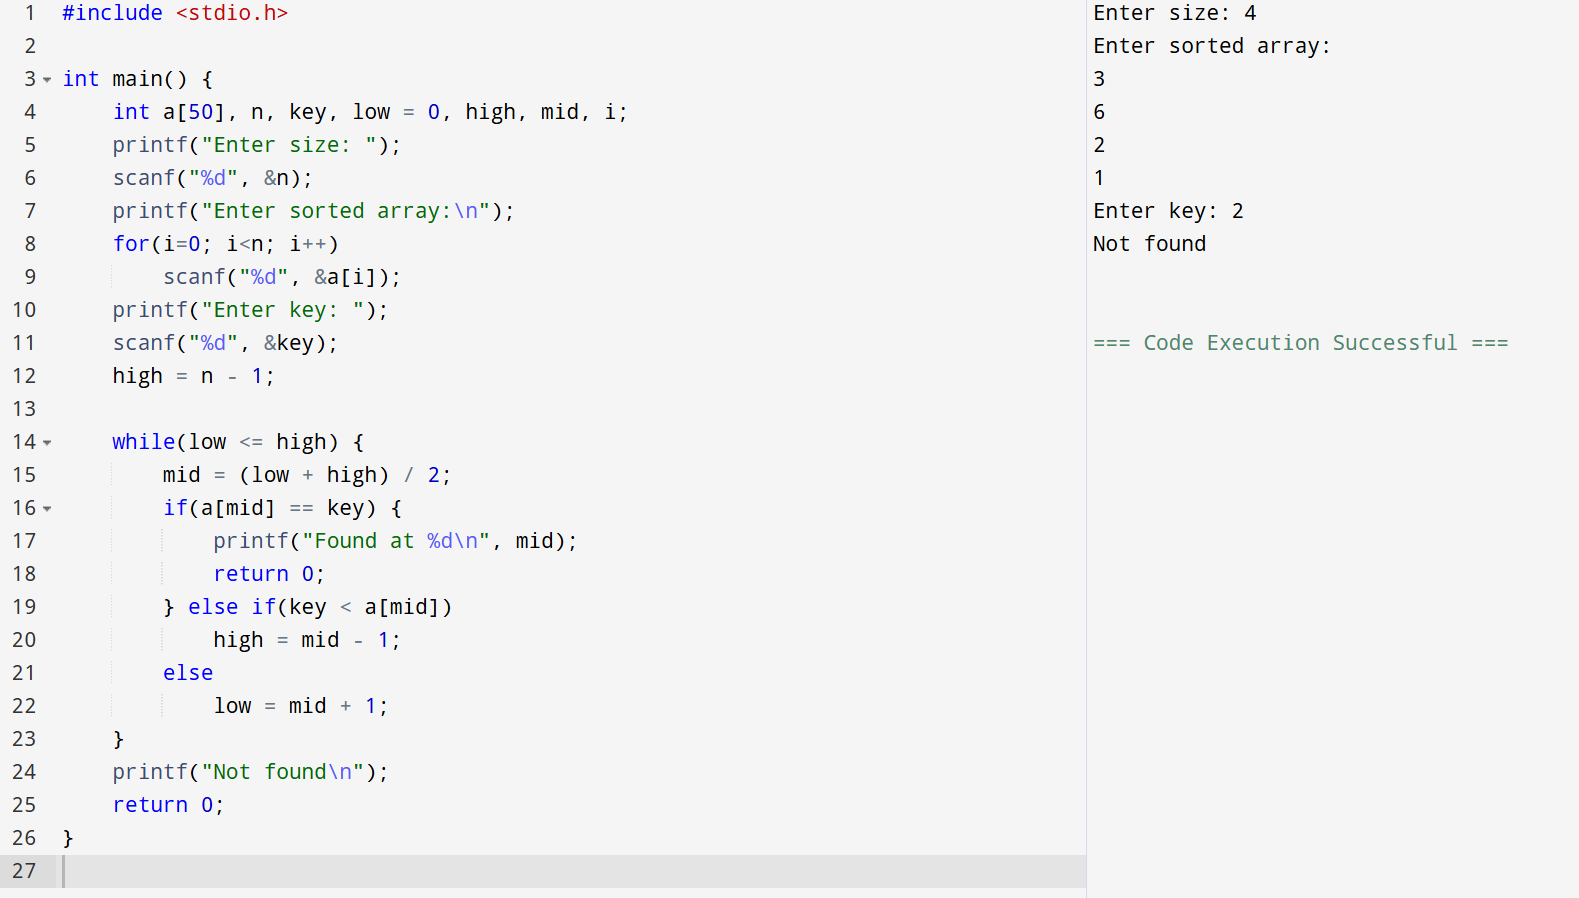 1 #include <stdio.h>
2
3 int main() {
4     int a[50], n, key, low = 0, high, mid, i;
5     printf("Enter size: ");
6     scanf("%d", &n);
7     printf("Enter sorted array:\n");
8     for(i=0; i<n; i++)
9         scanf("%d", &a[i]);
10     printf("Enter key: ");
11     scanf("%d", &key);
12     high = n - 1;
13
14     while(low <= high) {
15         mid = (low + high) / 2;
16         if(a[mid] == key) {
17             printf("Found at %d\n", mid);
18             return 0;
19         } else if(key < a[mid])
20             high = mid - 1;
21         else
22             low = mid + 1;
23     }
24     printf("Not found\n");
25     return 0;
26 }
27
Enter size: 4
Enter sorted array:
3
6
2
1
Enter key: 2
Not found
=== Code Execution Successful ===